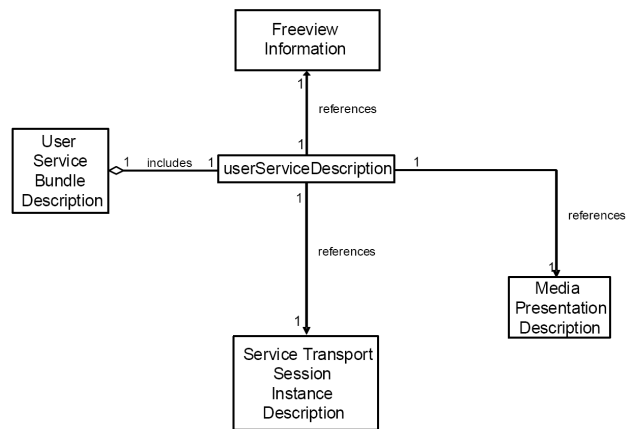 Freeview
Information
1
references
1
User
Service
Bundle
Description
1 includes 1
userServiceDescription
1
1
references
references
1
Media
Presentation
Description
1
Service Transport
Session
Instance
Description